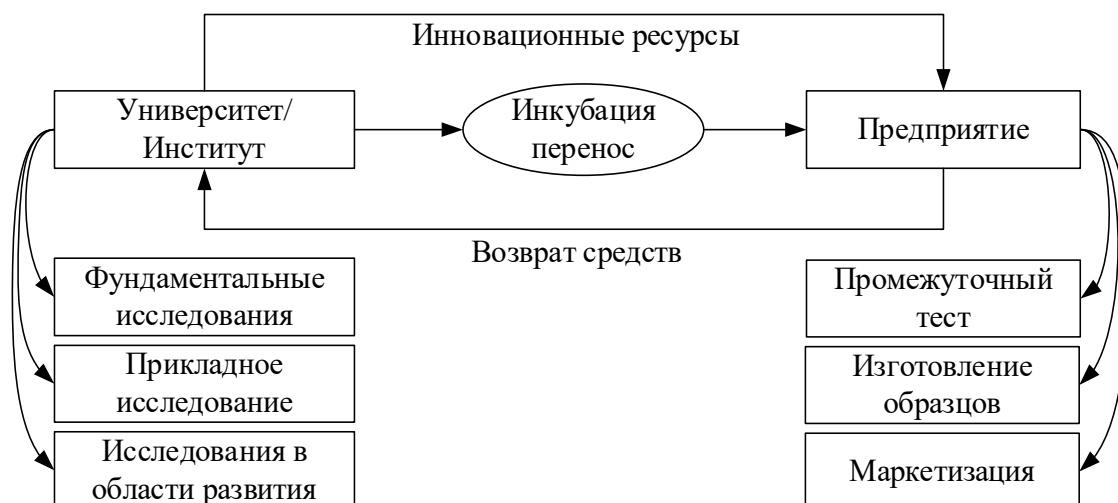 Инновационные ресурсы
Университет/
Институт
Инкубация
перенос
Предприятие
Возврат средств
Фундаментальные
исследования
Прикладное
исследование
Исследования в
области развития
Промежуточный
тест
Изготовление
образцов
Маркетизация